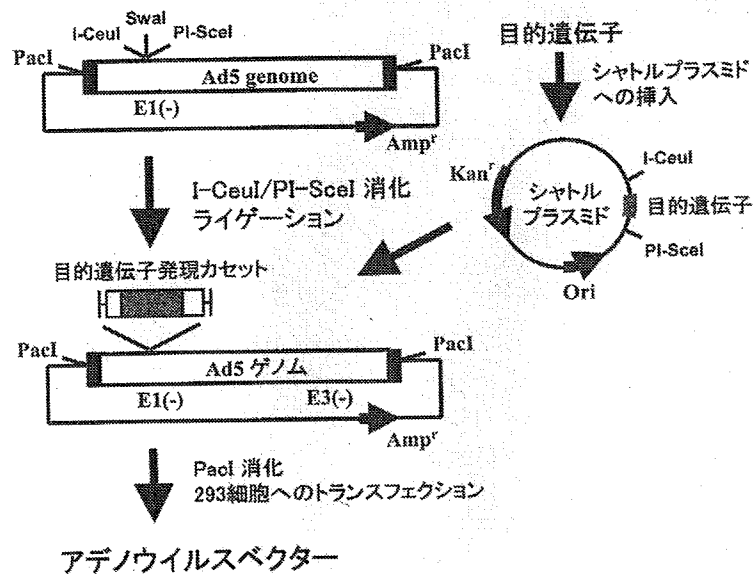 SwaI
I-CeuI
PI-SceI
PacI
PacI
Ad5 genome
E1(-)
Ampʳ
目的遺伝子
シャトルプラスミド
への挿入
I-CeuI
Kanʳ
シャトル
プラスミド
目的遺伝子
PI-SceI
Ori
I-CeuI/PI-SceI 消化
ライゲーション
目的遺伝子発現カセット
PacI
PacI
Ad5 ゲノム
E1(-)
E3(-)
Ampʳ
PacI 消化
293細胞へのトランスフェクション
アデノウイルスベクター